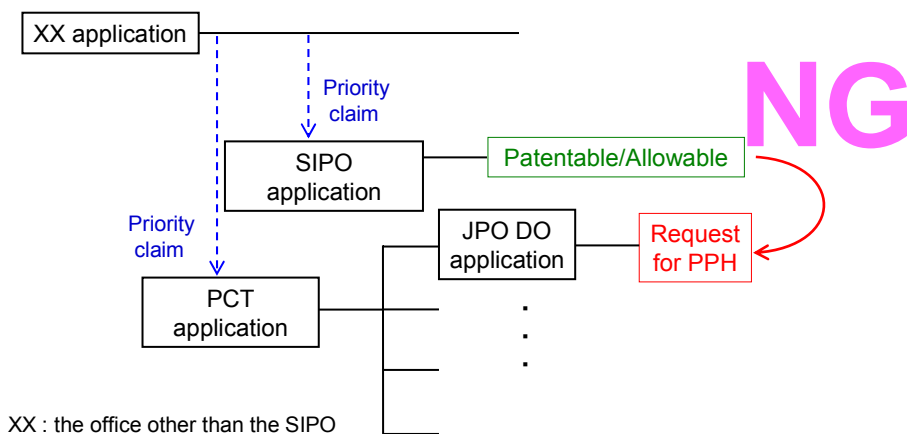 XX application
NG
Priority
claim
SIPO
application
Patentable/Allowable
Priority
claim
JPO DO
application
Request
for PPH
PCT
application
XX : the office other than the SIPO